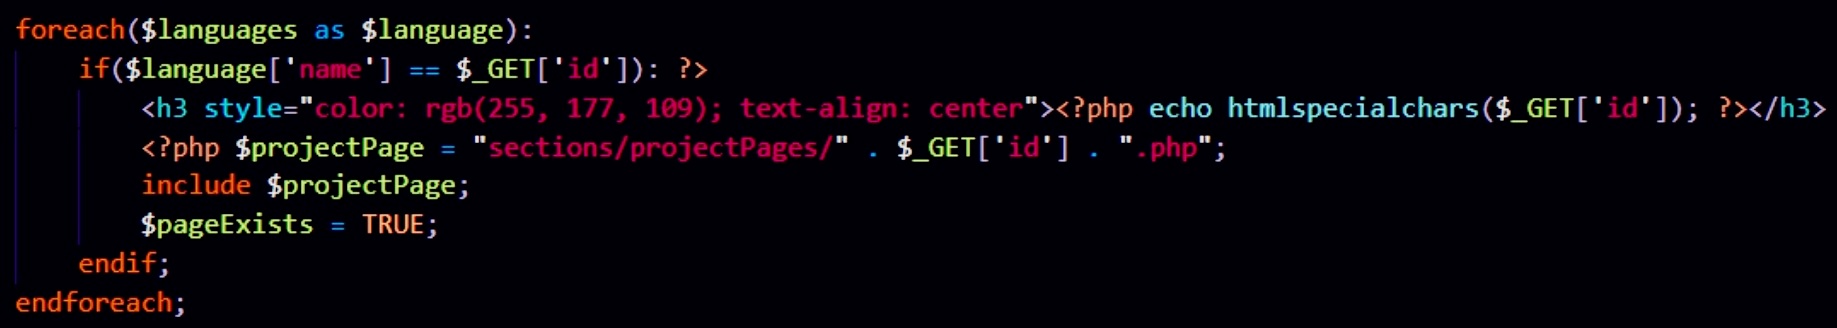 foreach($languages as $language):
if($language['name'] == $_GET['id']): ?>
<h3 style="color: rgb(255, 177, 109); text-align: center"><?php echo htmlspecialchars($_GET['id']); ?></h3>
<?php $projectPage = "sections/projectPages/" . $_GET['id'] . ".php";
include $projectPage;
$pageExists = TRUE;
endif;
endforeach;